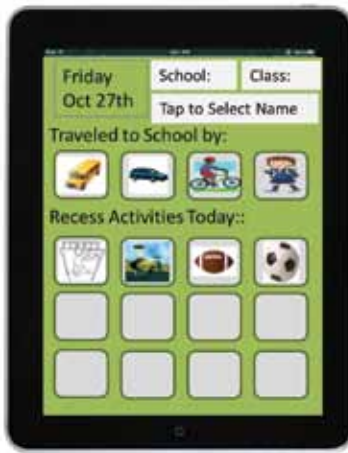 Friday
Oct 27th
School:
Class:
Tap to Select Name
Traveled to School by:
Recess Activities Today::